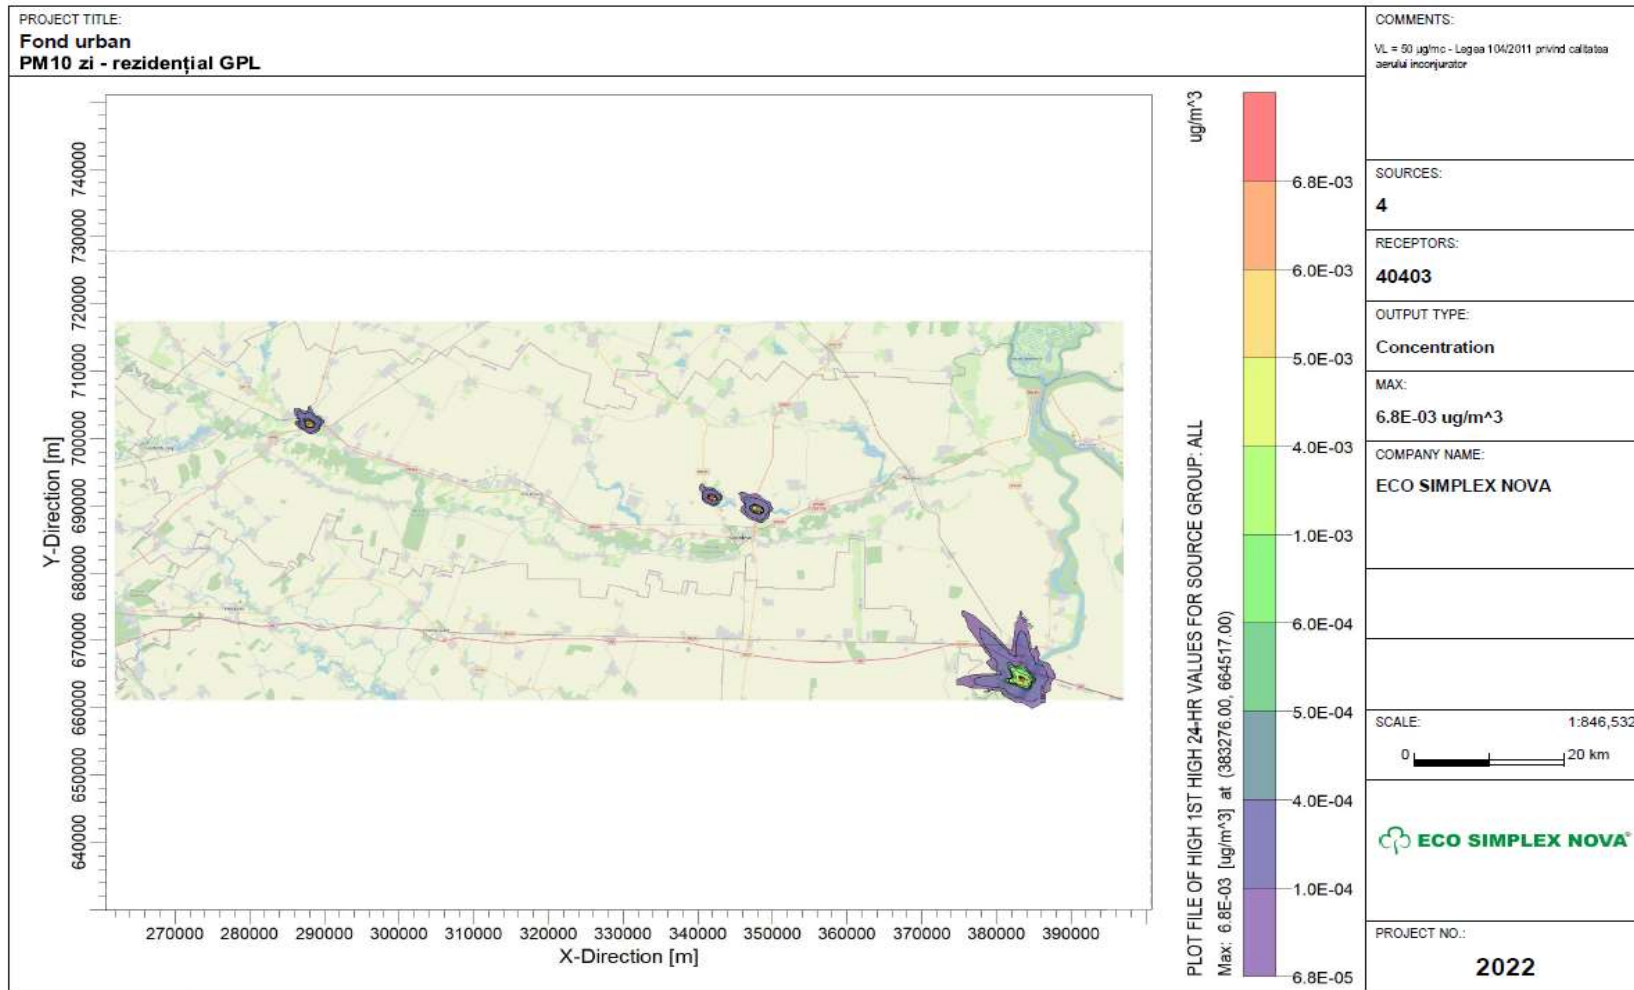 PROJECT TITLE:
Fond urban
PM10 zi - rezidențial GPL
COMMENTS:
VL = 50 µg/mc - Legea 104/2011 privind calitatea
aerului inconjurator
SOURCES:
4
RECEPTORS:
40403
OUTPUT TYPE:
Concentration
MAX:
6.8E-03 ug/m^3
COMPANY NAME:
ECO SIMPLEX NOVA
SCALE:
1:846,532
0
20 km
ECO SIMPLEX NOVA®
PROJECT NO.:
2022
Y-Direction [m]
740000
730000
720000
710000
700000
690000
680000
670000
660000
650000
640000
270000 280000 290000 300000 310000 320000 330000 340000 350000 360000 370000 380000 390000
X-Direction [m]
PLOT FILE OF HIGH 1ST HIGH 24-HR VALUES FOR SOURCE GROUP: ALL
ug/m^3
Max: 6.8E-03 [ug/m^3] at (383276.00, 664517.00)
6.8E-03
6.0E-03
5.0E-03
4.0E-03
1.0E-03
6.0E-04
5.0E-04
4.0E-04
1.0E-04
6.8E-05